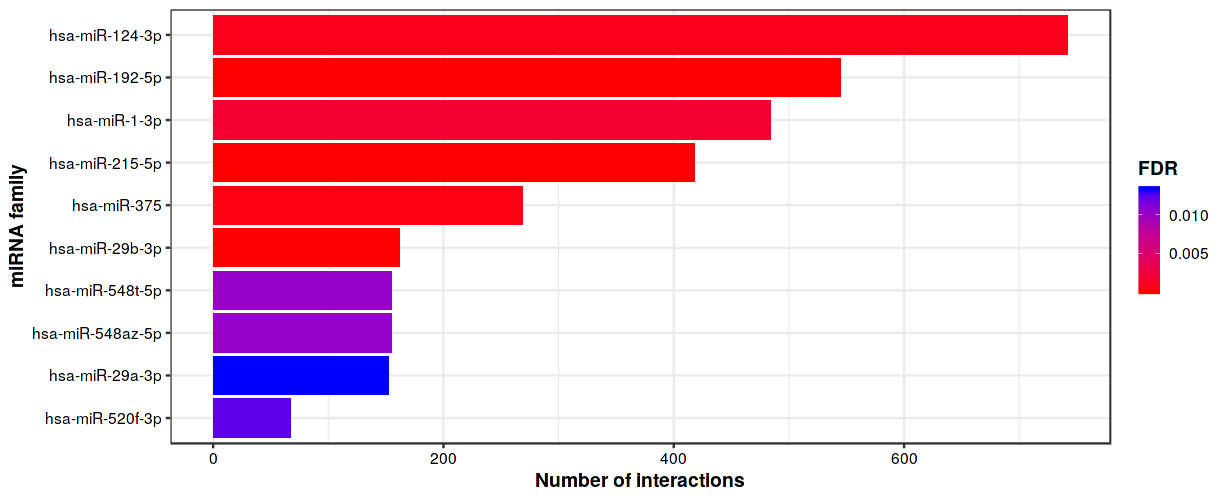 hsa-miR-124-3p
hsa-miR-192-5p
hsa-miR-1-3p
hsa-miR-215-5p
hsa-miR-375
hsa-miR-29b-3p
hsa-miR-548t-5p
hsa-miR-548az-5p
hsa-miR-29a-3p
hsa-miR-520f-3p
miRNA family
0 200 400 600
Number of interactions
FDR
0.010
0.005